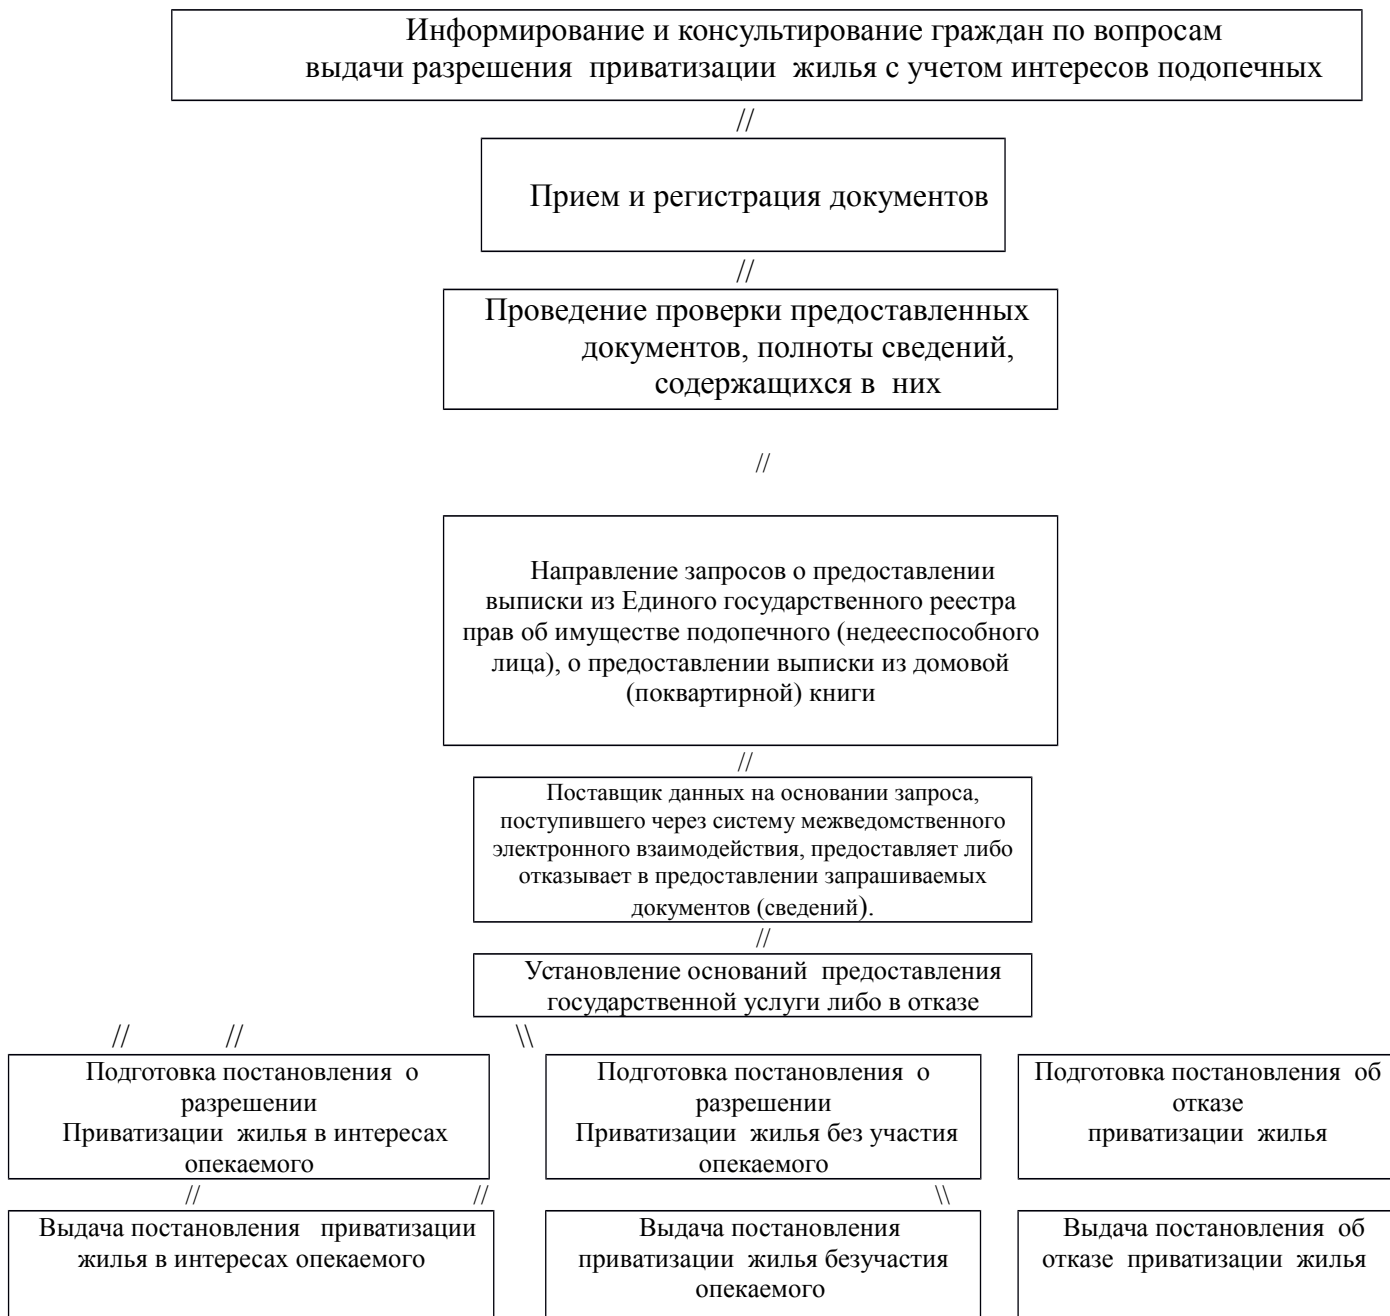 Информирование и консультирование граждан по вопросам
выдачи разрешения приватизации жилья с учетом интересов подопечных
//
Прием и регистрация документов
//
Проведение проверки предоставленных
документов, полноты сведений,
содержащихся в них
//
Направление запросов о предоставлении
выписки из Единого государственного реестра
прав об имуществе подопечного (недееспособного
лица), о предоставлении выписки из домовой
(поквартирной) книги
//
Поставщик данных на основании запроса,
поступившего через систему межведомственного
электронного взаимодействия, предоставляет либо
отказывает в предоставлении запрашиваемых
документов (сведений).
//
Установление оснований предоставления
государственной услуги либо в отказе
// // \\
Подготовка постановления о
разрешении
Приватизации жилья в интересах
опекаемого
Подготовка постановления о
разрешении
Приватизации жилья без участия
опекаемого
Подготовка постановления об
отказе
приватизации жилья
// // \\
Выдача постановления приватизации
жилья в интересах опекаемого
Выдача постановления
приватизации жилья безучастия
опекаемого
Выдача постановления об
отказе приватизации жилья